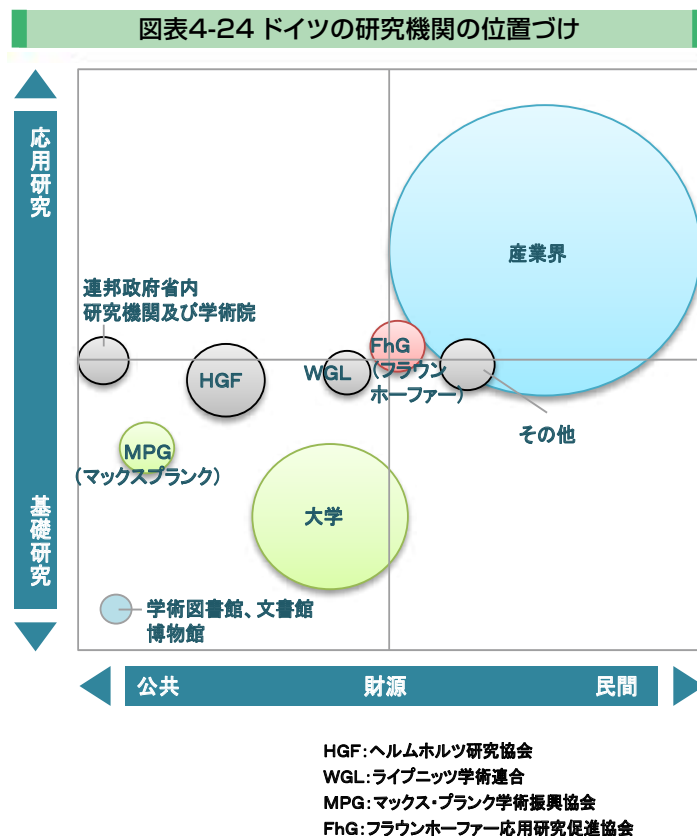 図表4-24 ドイツの研究機関の位置づけ
応用研究
産業界
連邦政府省内
研究機関及び学術院
FhG
(フラウン
ホーファー)
WGL
HGF
その他
MPG
(マックスプランク)
大学
基礎研究
学術図書館、文書館
博物館
公共 財源 民間
HGF:ヘルムホルツ研究協会
WGL:ライプニッツ学術連合
MPG:マックス・プランク学術振興協会
FhG:フラウンホーファー応用研究促進協会